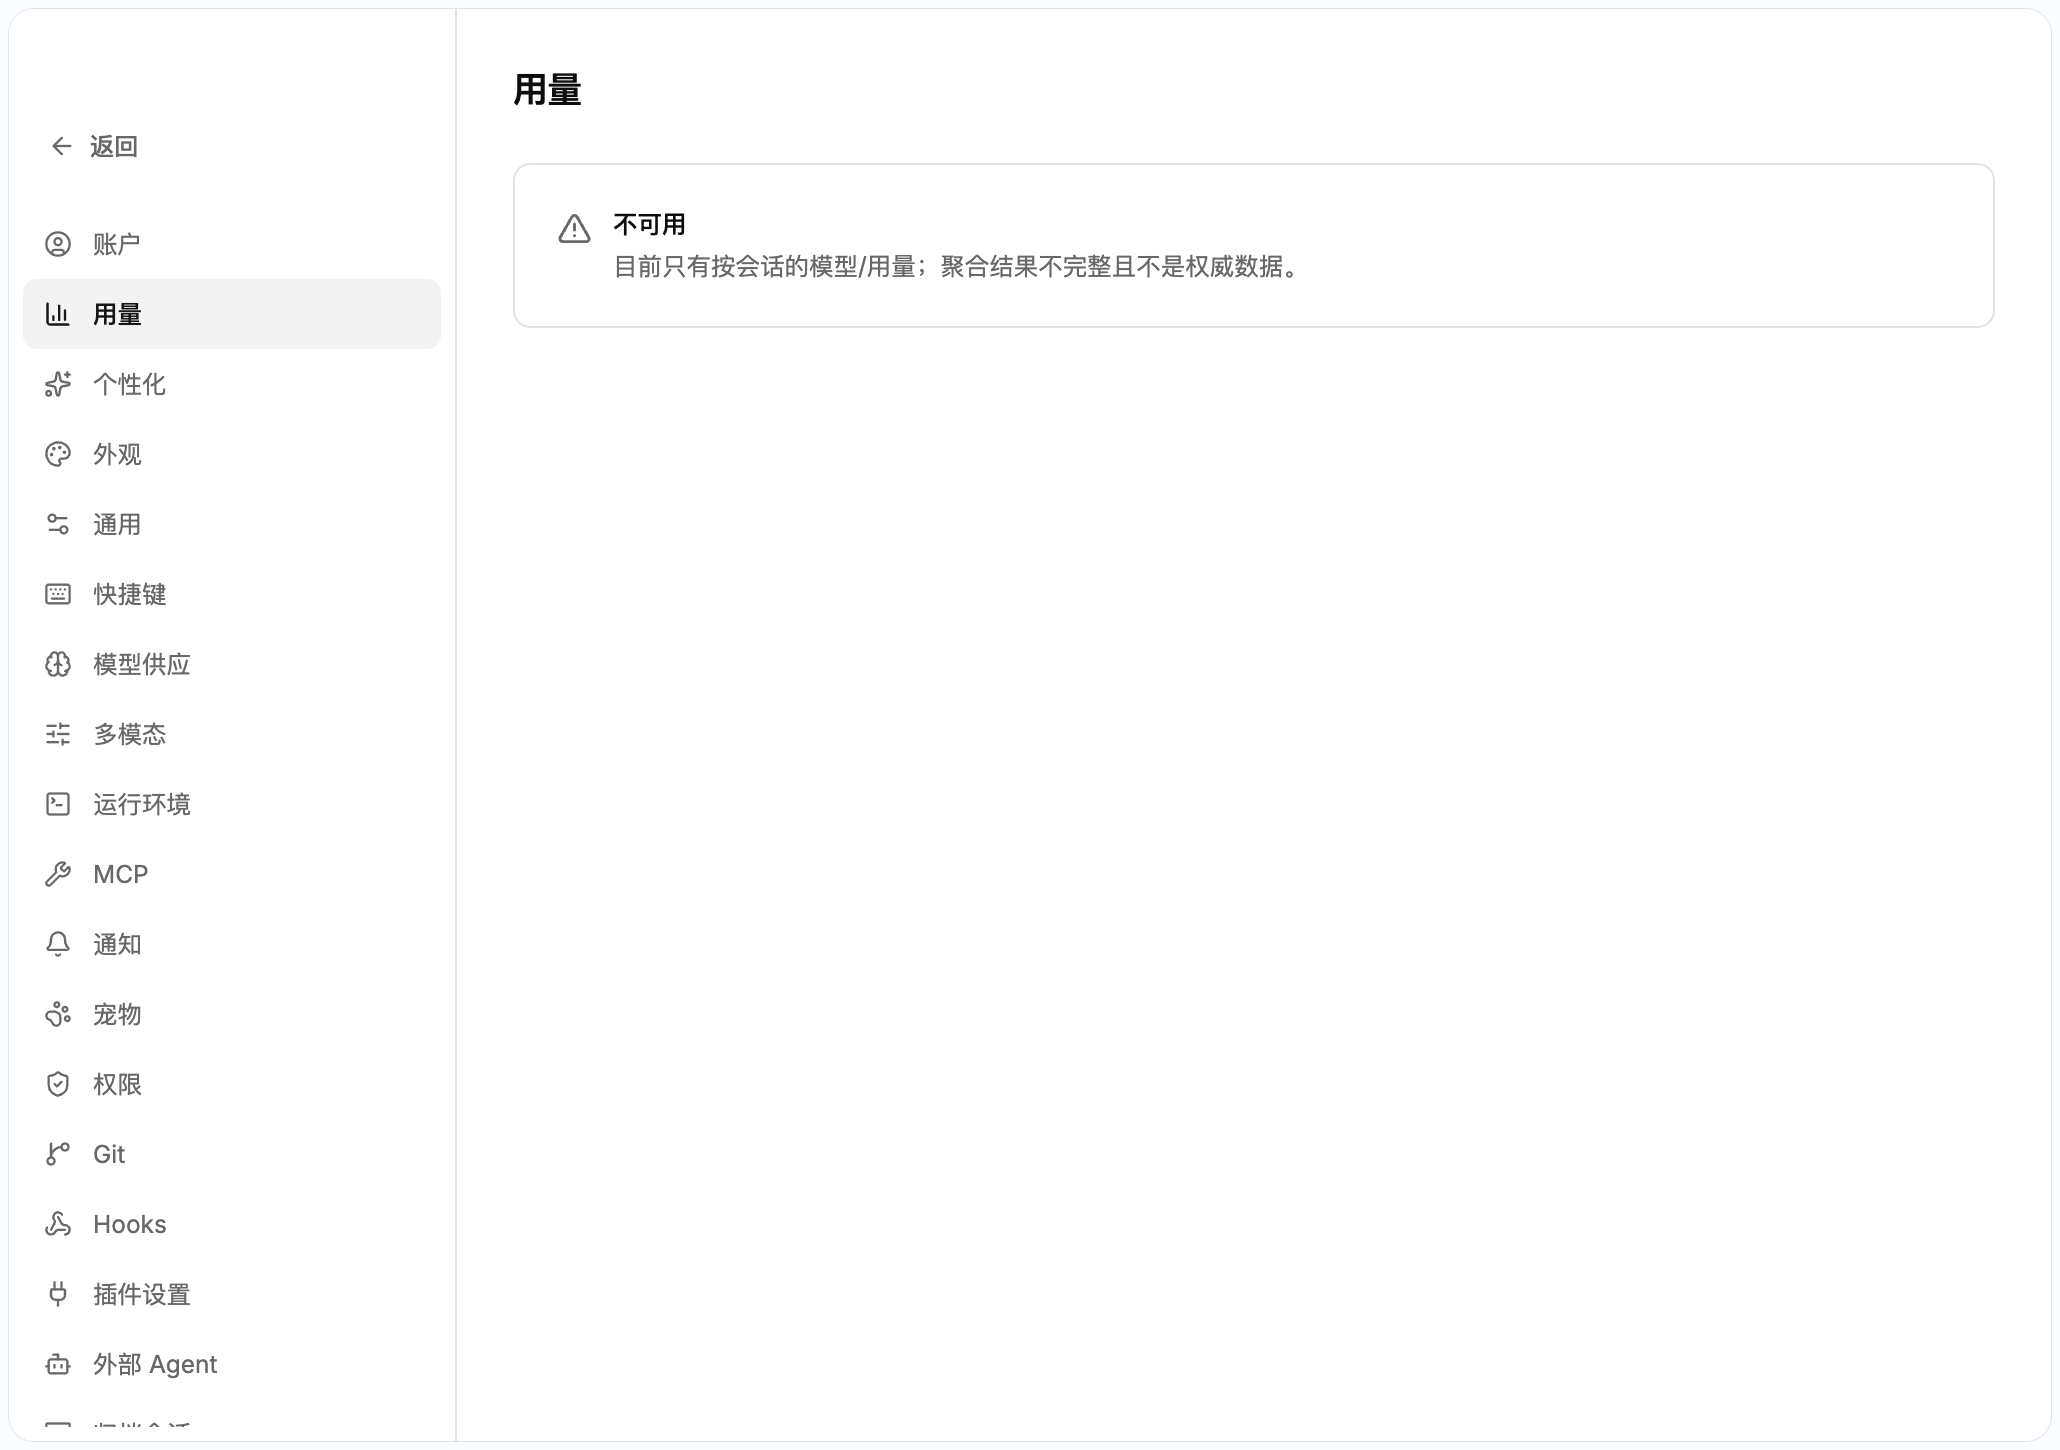 返回
账户
用量
个性化
外观
通用
快捷键
模型供应
多模态
运行环境
MCP
通知
宠物
权限
Git
Hooks
插件设置
外部 Agent
用量
不可用
目前只有按会话的模型/用量；聚合结果不完整且不是权威数据。